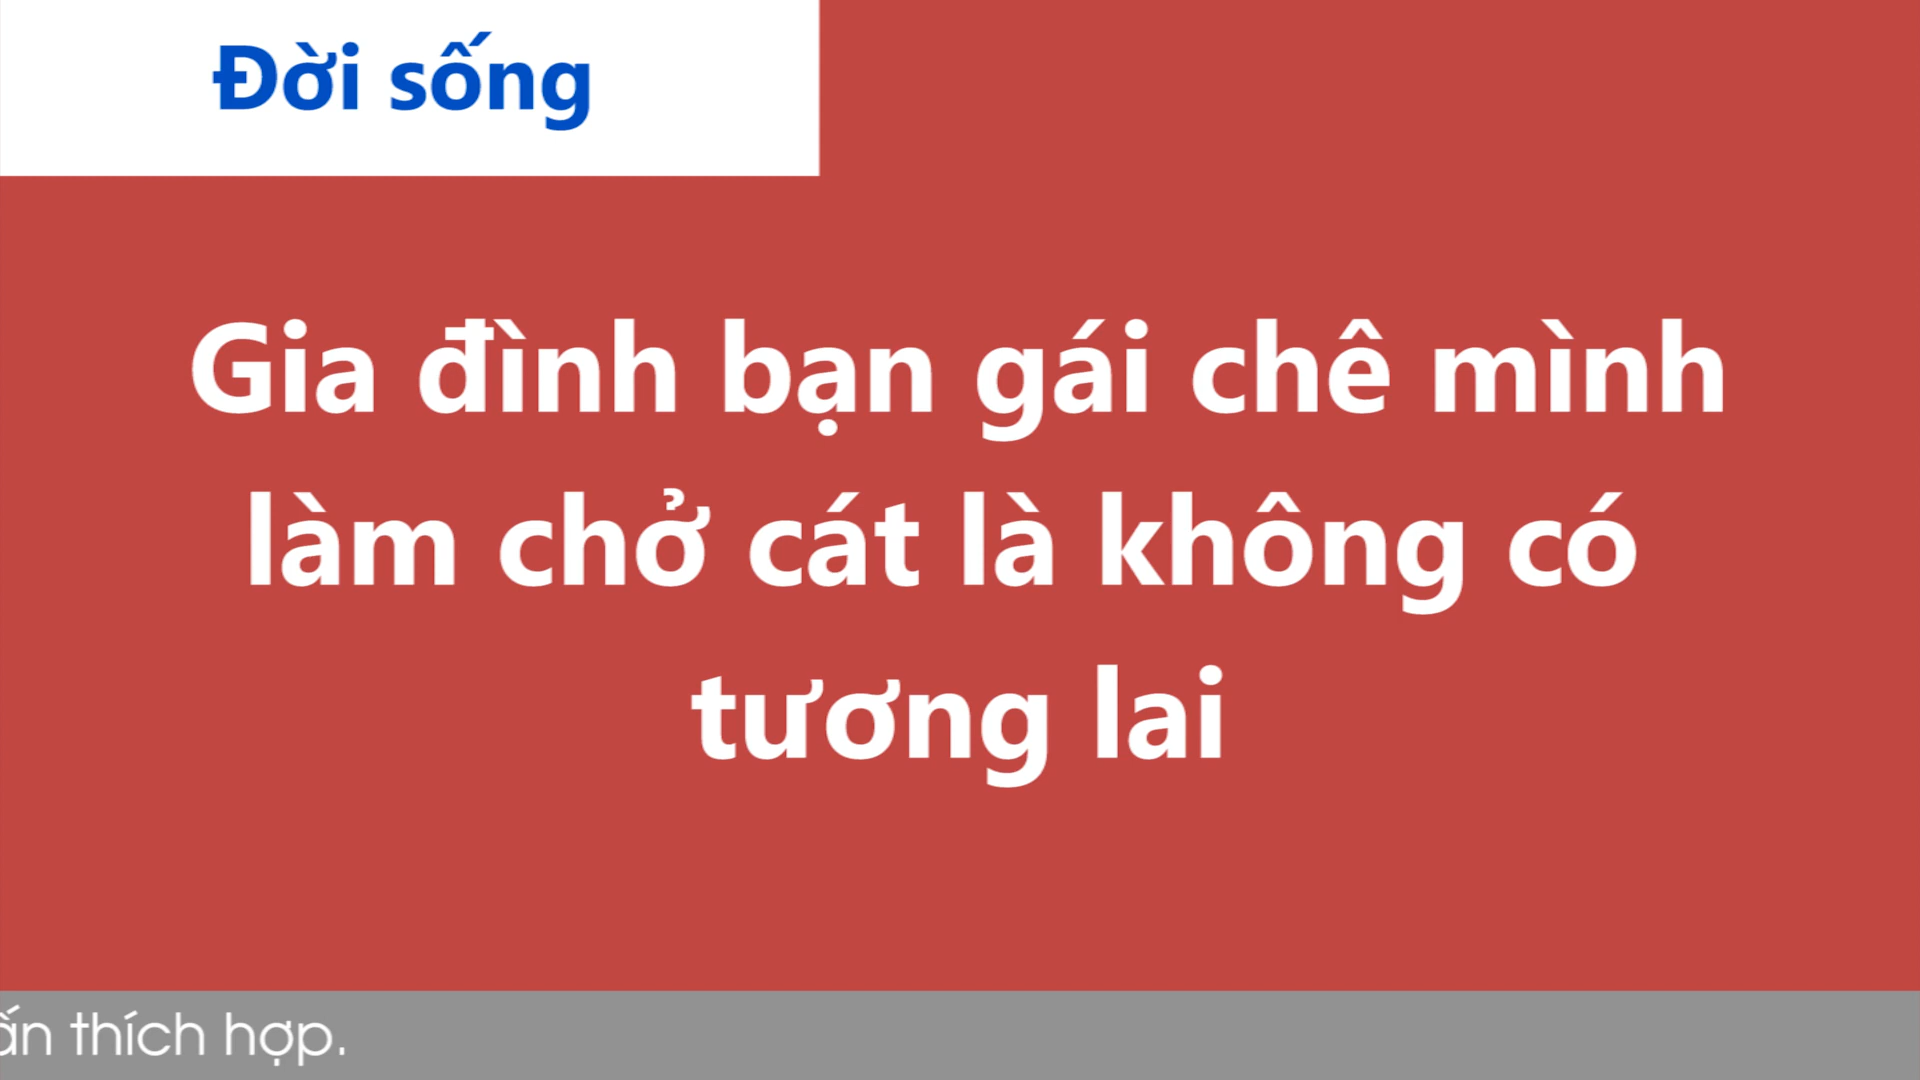 Đời sống
Gia đình bạn gái chê mình
làm chở cát là không có
tương lai
thích hợp.